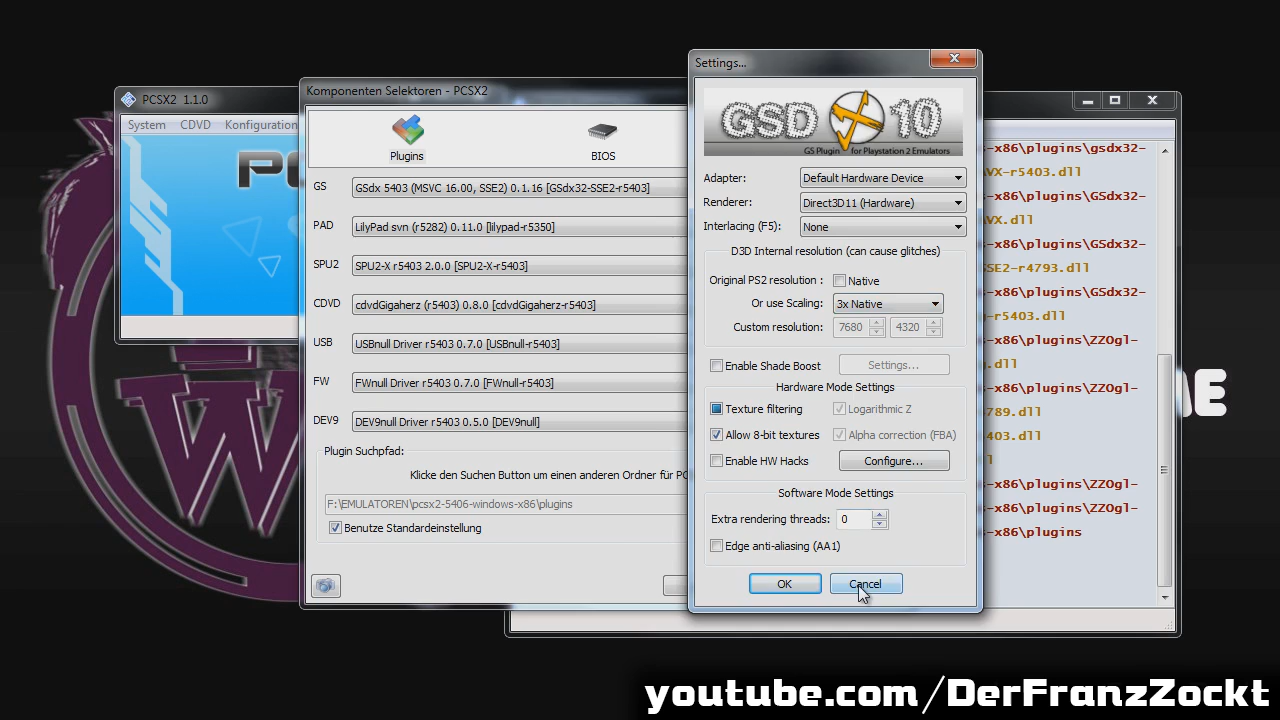 Settings...
GSD 10
GS Plugin for Playstation 2 Emulators
Adapter: Default Hardware Device
Renderer: Direct3D11 (Hardware)
Interlacing (F5): None
D3D Internal resolution (can cause glitches)
Original PS2 resolution : Native
Or use Scaling: 3x Native
Custom resolution: 7680 4320
Enable Shade Boost Settings...
Hardware Mode Settings
Texture filtering Logarithmic Z
Allow 8-bit textures Alpha correction (FBA)
Enable HW Hacks Configure...
Software Mode Settings
Extra rendering threads: 0
Edge anti-aliasing (AA1)
OK Cancel
Komponenten Selektoren - PCSX2
Plugins BIOS
GS GSdx 5403 (MSVC 16.00, SSE2) 0.1.16 [GSdx32-SSE2-r5403]
PAD LilyPad svn (r5282) 0.11.0 [lilypad-r5350]
SPU2 SPU2-X r5403 2.0.0 [SPU2-X-r5403]
CDVD cdvdGigaherz (r5403) 0.8.0 [cdvdGigaherz-r5403]
USB USBnull Driver r5403 0.7.0 [USBnull-r5403]
FW FWnull Driver r5403 0.7.0 [FWnull-r5403]
DEV9 DEV9null Driver r5403 0.5.0 [DEV9null]
Plugin Suchpfad:
Klicke den Suchen Button um einen anderen Ordner für PC
F:\EMULATOREN\pcsx2-5406-windows-x86\plugins
Benutze Standardeinstellung
PCSX2 1.1.0
System CDVD Konfiguration
s-x86\plugins\gsdx32-
VX-r5403.dll
s-x86\plugins\GSdx32-
VX.dll
s-x86\plugins\GSdx32-
SE2-r4793.dll
s-x86\plugins\GSdx32-
-r5403.dll
s-x86\plugins\ZZOgl-
.dll
s-x86\plugins\ZZOgl-
789.dll
403.dll
l
s-x86\plugins\ZZOgl-
s-x86\plugins\ZZOgl-
s-x86\plugins
W
youtube.com/DerFranzZockt